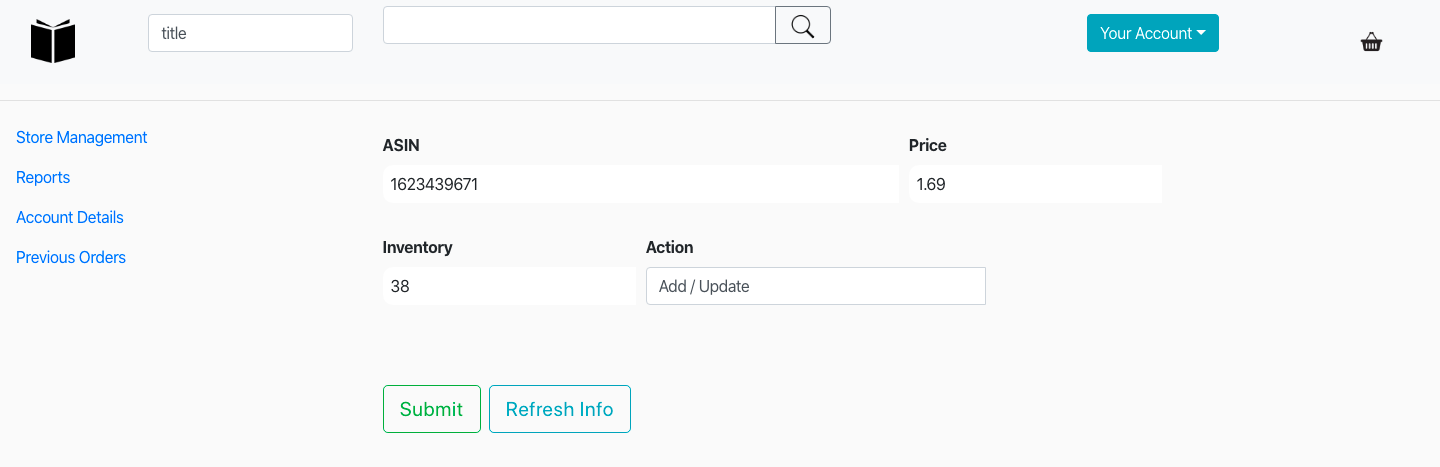 title
Your Account
Store Management
Reports
Account Details
Previous Orders
ASIN
Price
1623439671
1.69
Inventory
Action
38
Add / Update
Submit
Refresh Info